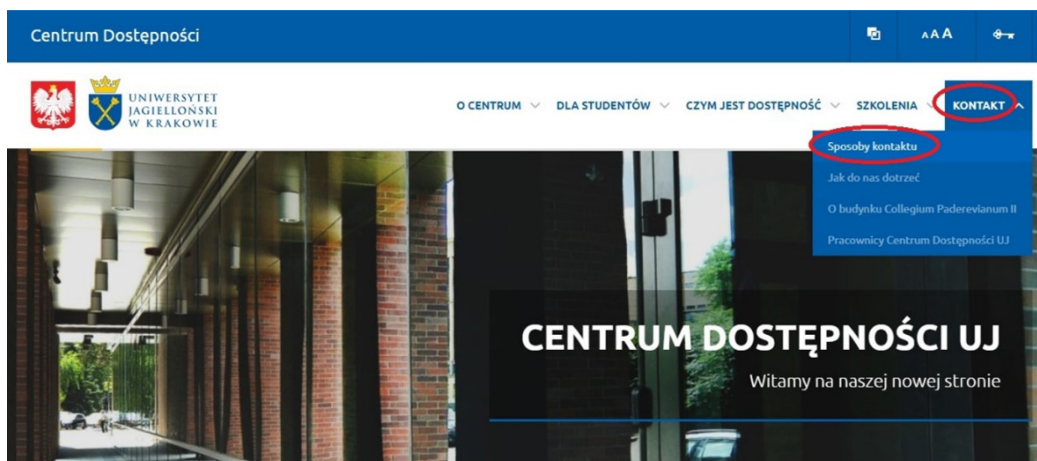 Centrum Dostępności
A A A
UNIWERSYTET
JAGIELLOŃSKI
W KRAKOWIE
O CENTRUM DLA STUDENTÓW CZYM JEST DOSTĘPNOŚĆ SZKOLENIA KONTAKT
Sposoby kontaktu
Jak do nas dotrzeć
O budynku Collegium Paderevianum II
Pracownicy Centrum Dostępności UJ
CENTRUM DOSTĘPNOŚCI UJ
Witamy na naszej nowej stronie